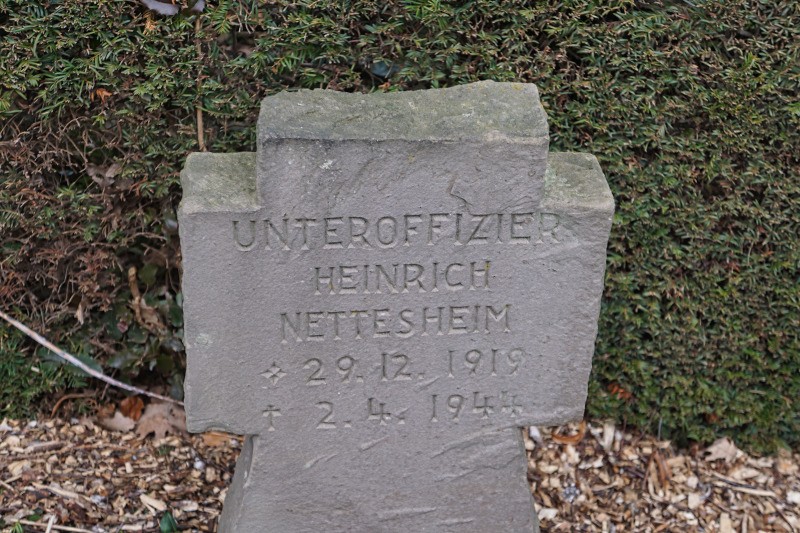 UNTEROFFIZIER
HEINRICH
NETTESHEIM
✧ 29. 12. 1919
† 2. 4. 1944